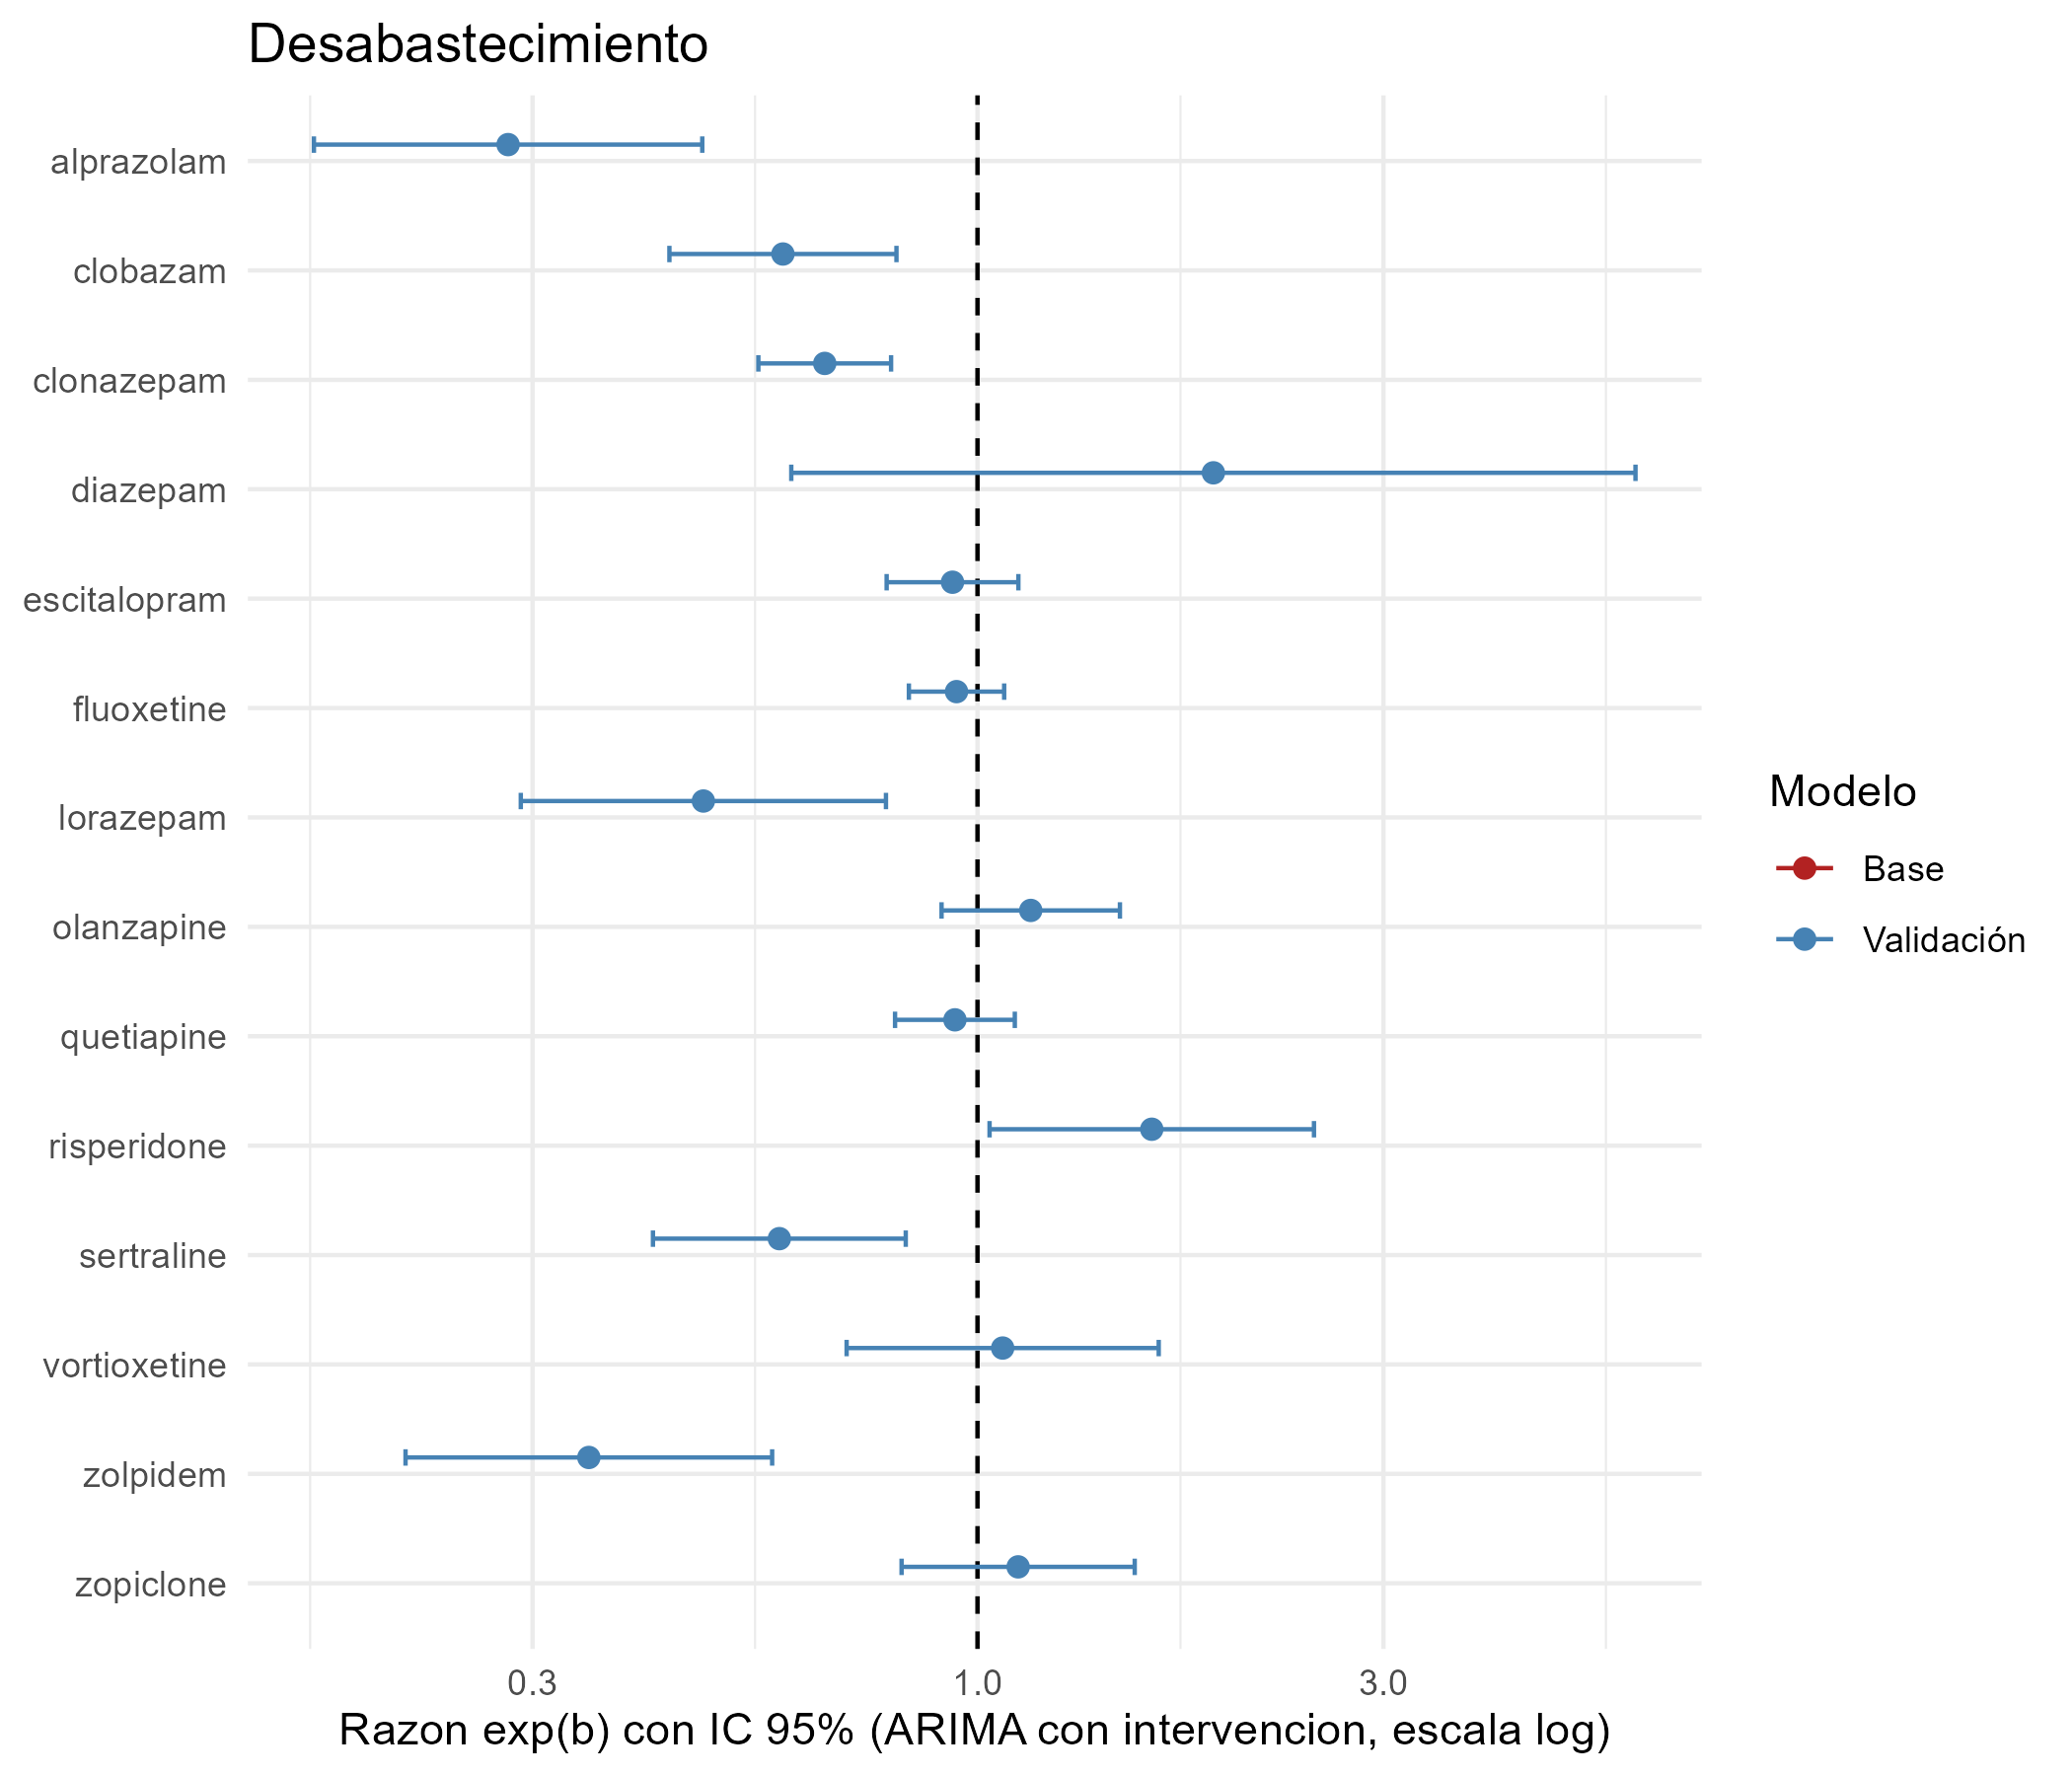 Desabastecimiento
alprazolam
clobazam
clonazepam
diazepam
escitalopram
fluoxetine
lorazepam
olanzapine
quetiapine
risperidone
sertraline
vortioxetine
zolpidem
zopiclone
0.3 1.0 3.0
Razon exp(b) con IC 95% (ARIMA con intervencion, escala log)
Modelo
Base
Validación